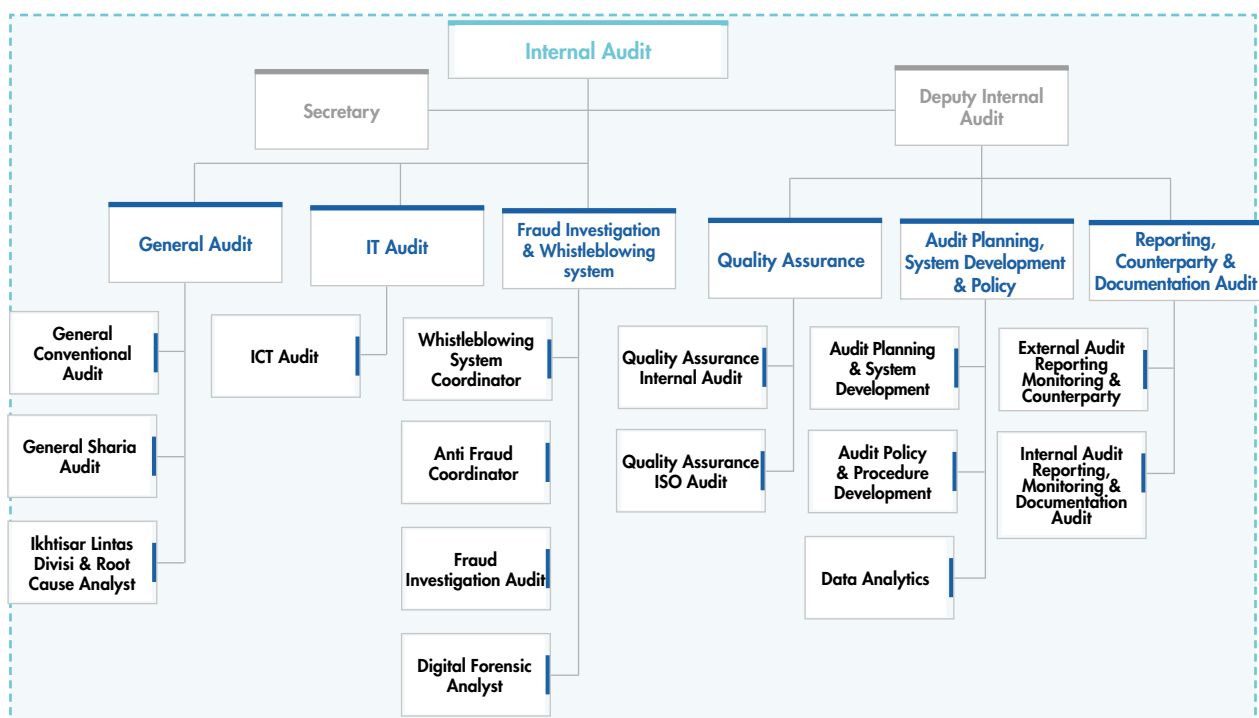 Internal Audit
Secretary
Deputy Internal
Audit
General Audit
IT Audit
Fraud Investigation
& Whistleblowing
system
Quality Assurance
Audit Planning,
System Development
& Policy
Reporting,
Counterparty &
Documentation Audit
General
Conventional
Audit
General Sharia
Audit
Ikhtisar Lintas
Divisi & Root
Cause Analyst
ICT Audit
Whistleblowing
System
Coordinator
Anti Fraud
Coordinator
Fraud
Investigation Audit
Digital Forensic
Analyst
Quality Assurance
Internal Audit
Quality Assurance
ISO Audit
Audit Planning
& System
Development
Audit Policy
& Procedure
Development
Data Analytics
External Audit
Reporting
Monitoring &
Counterparty
Internal Audit
Reporting,
Monitoring &
Documentation
Audit